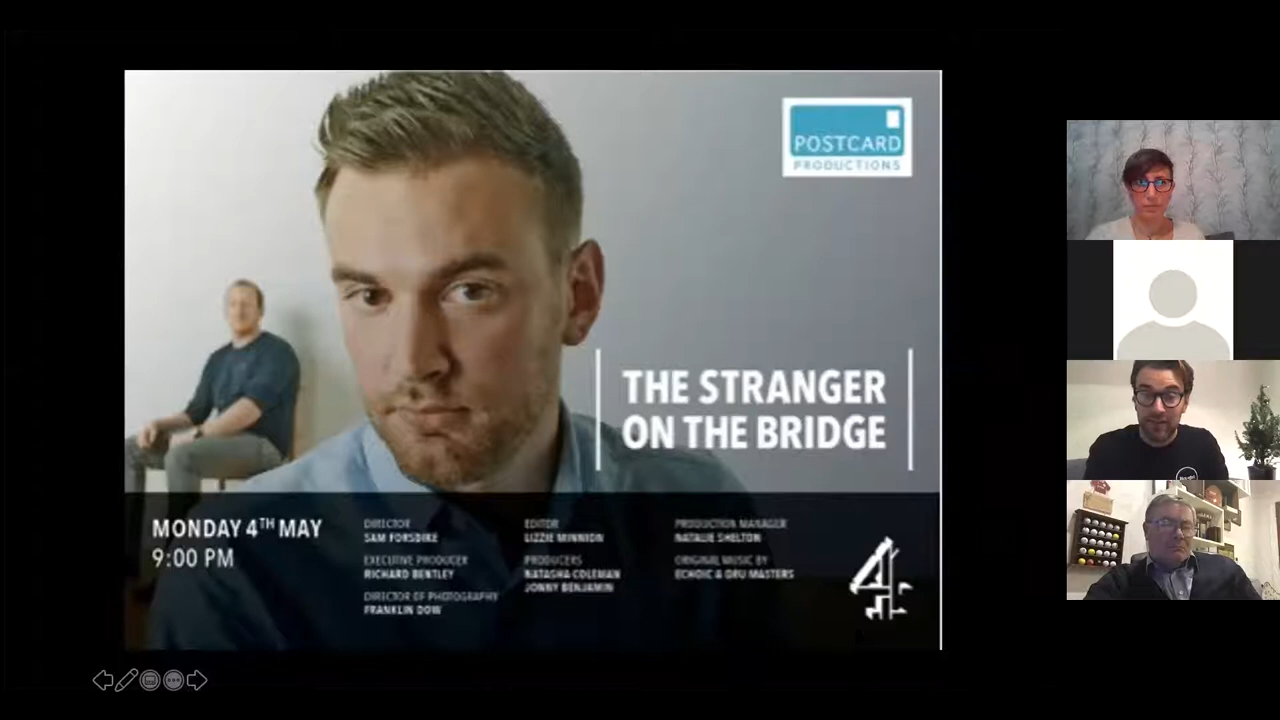 POSTCARD
PRODUCTIONS
THE STRANGER
ON THE BRIDGE
MONDAY 4TH MAY
9:00 PM
DIRECTOR
SAM FORSDIKE
EXECUTIVE PRODUCER
RICHARD BENTLEY
DIRECTOR OF PHOTOGRAPHY
FRANKLIN DOW
EDITOR
LIZZIE MINNION
PRODUCERS
NATASHA COLEMAN
JONNY BENJAMIN
PRODUCTION MANAGER
NATALIE SHELTON
ORIGINAL MUSIC BY
ECHOIC & DRU MASTERS
4